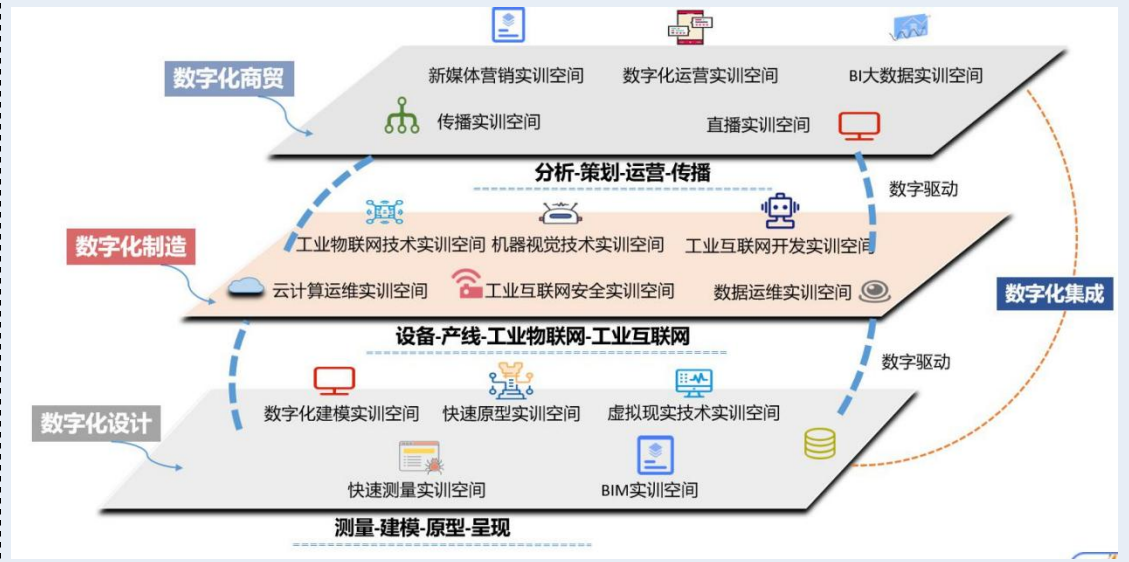 数字化商贸
新媒体营销实训空间
数字化运营实训空间
BI大数据实训空间
传播实训空间
直播实训空间
分析-策划-运营-传播
数字驱动
数字化制造
工业物联网技术实训空间
机器视觉技术实训空间
工业互联网开发实训空间
云计算运维实训空间
工业互联网安全实训空间
数据运维实训空间
数字化集成
设备-产线-工业物联网-工业互联网
数字驱动
数字化设计
数字化建模实训空间
快速原型实训空间
虚拟现实技术实训空间
快速测量实训空间
BIM实训空间
测量-建模-原型-呈现